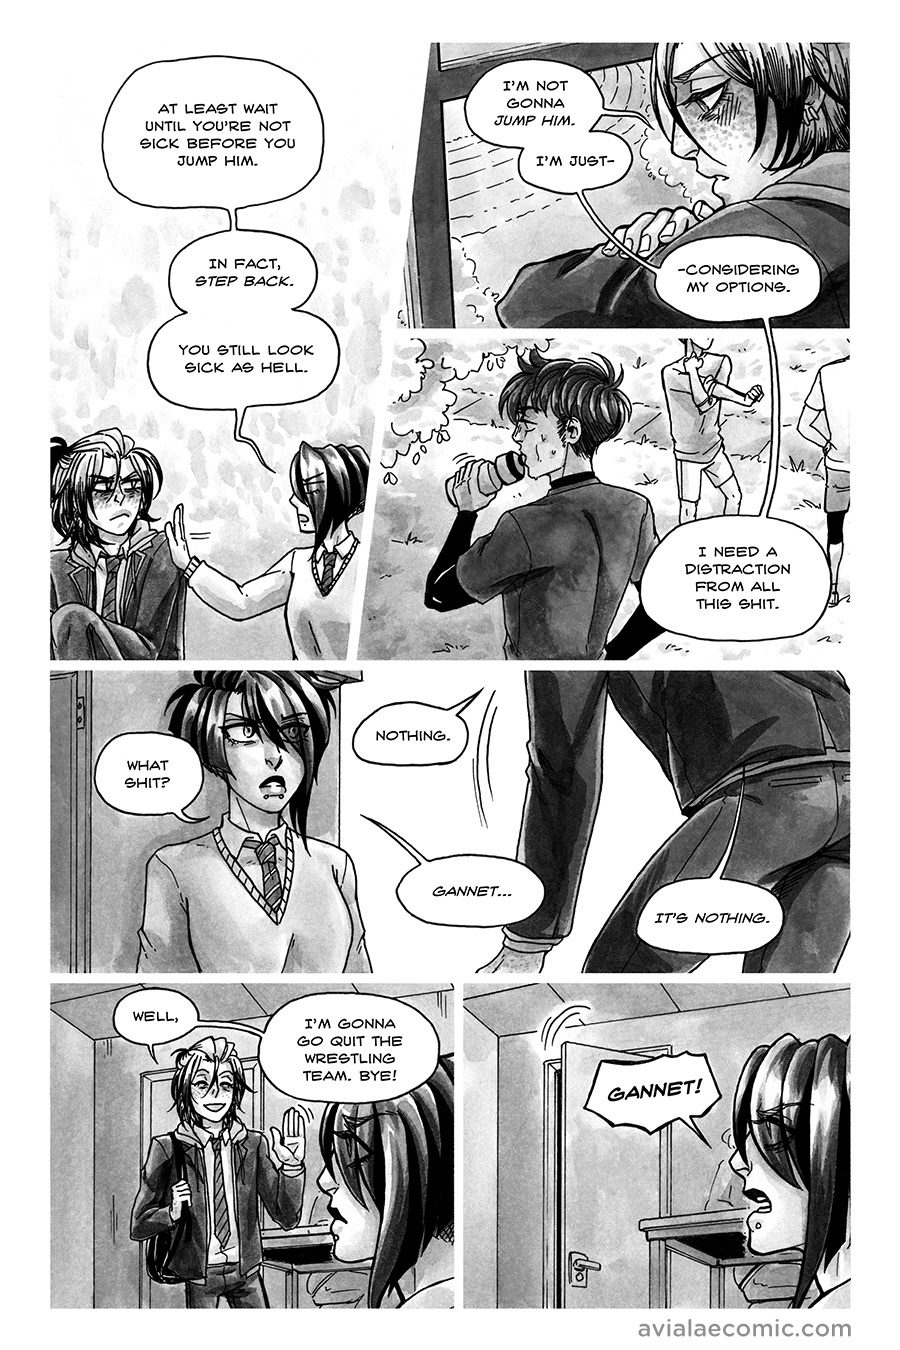 AT LEAST WAIT
UNTIL YOU'RE NOT
SICK BEFORE YOU
JUMP HIM.
IN FACT,
STEP BACK.
YOU STILL LOOK
SICK AS HELL.
I'M NOT
GONNA
JUMP HIM.
I'M JUST-
-CONSIDERING
MY OPTIONS.
I NEED A
DISTRACTION
FROM ALL
THIS SHIT.
WHAT
SHIT?
NOTHING.
GANNET...
IT'S NOTHING.
WELL,
I'M GONNA
GO QUIT THE
WRESTLING
TEAM. BYE!
GANNET!
avialaecomic.com